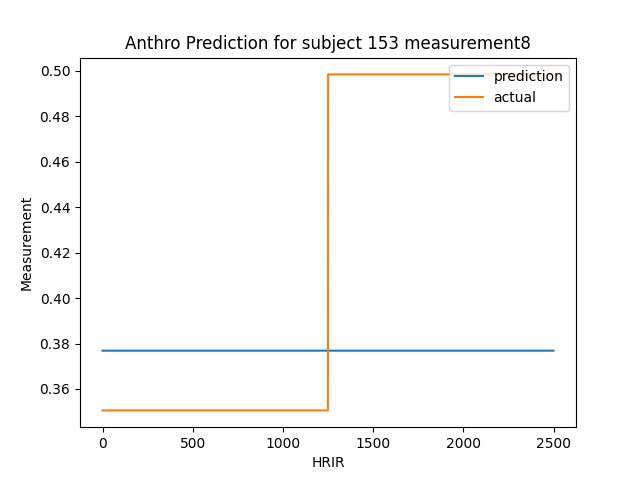 Anthro Prediction for subject 153 measurement8
prediction
actual
0.50
0.48
0.46
0.44
0.42
0.40
0.38
0.36
Measurement
0 500 1000 1500 2000 2500
HRIR